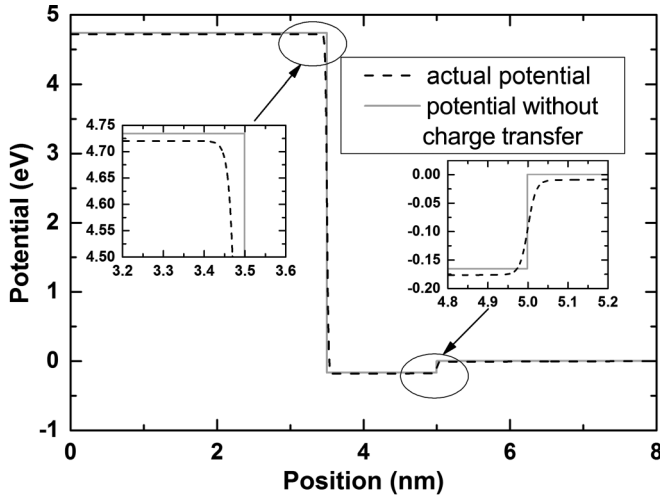 5
4
3
2
1
0
-1
Potential (eV)
actual potential
potential without
charge transfer
4.75
4.70
4.65
4.60
4.55
4.50
3.2 3.3 3.4 3.5 3.6
0.00
-0.05
-0.10
-0.15
-0.20
4.8 4.9 5.0 5.1 5.2
0 2 4 6 8
Position (nm)